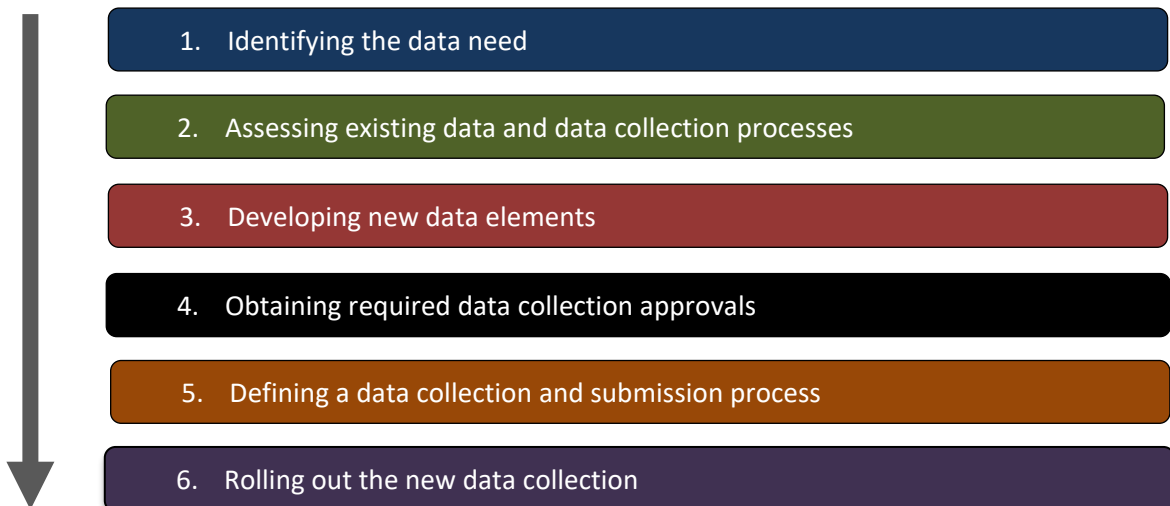 1. Identifying the data need
2. Assessing existing data and data collection processes
3. Developing new data elements
4. Obtaining required data collection approvals
5. Defining a data collection and submission process
6. Rolling out the new data collection